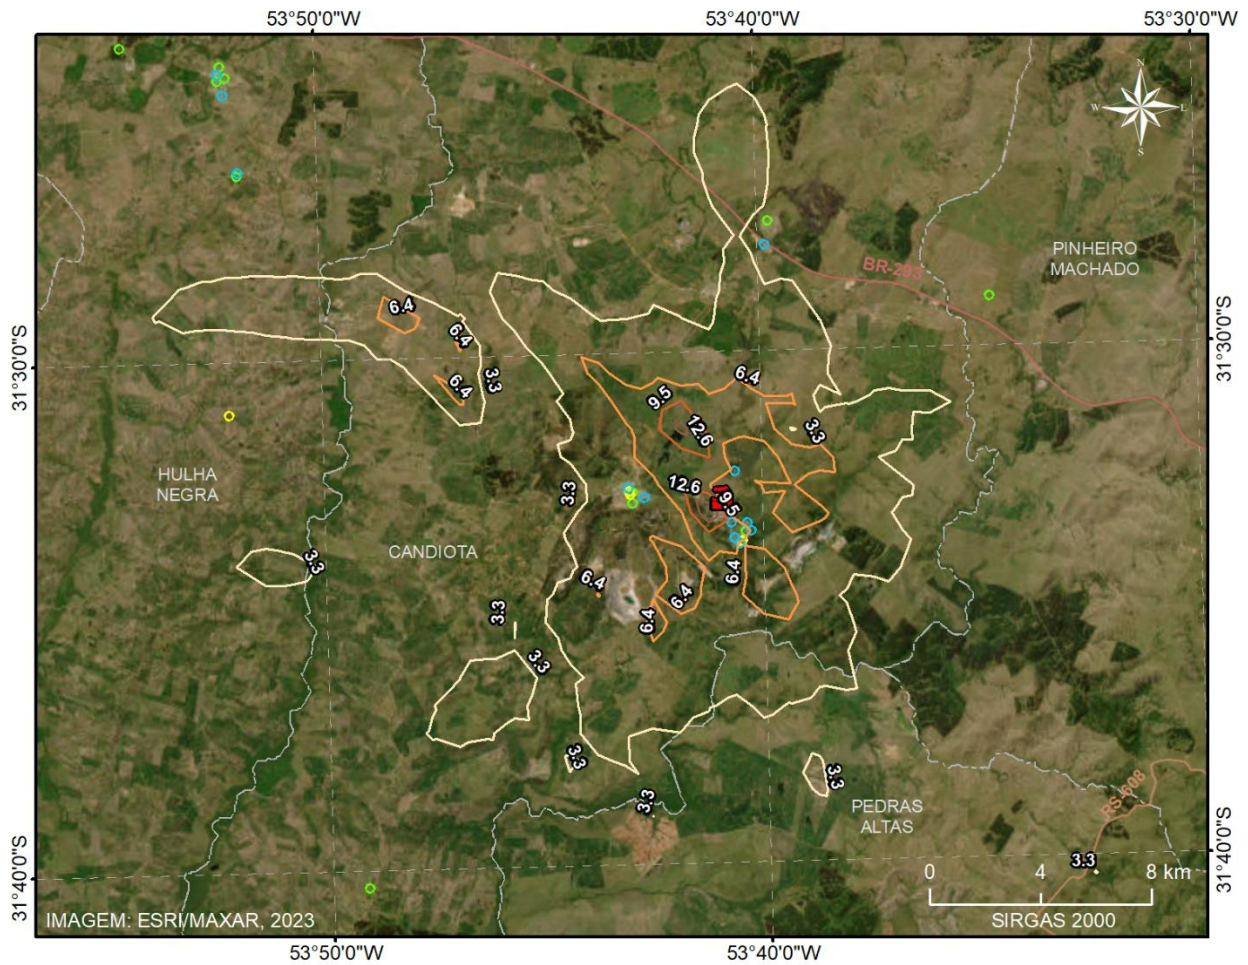 53°50'0"W
53°40'0"W
53°30'0"W
N
W
L
S
PINHEIRO
MACHADO
BR-293
31°30'0"S
31°30'0"S
6.4
6.4
6.4
3.3
6.4
9.5
12.6
3.3
HULHA
NEGRA
3.3
12.6
9.5
CANDIOTA
3.3
6.4
6.4
6.4
6.4
3.3
3.3
3.3
3.3
3.3
PEDRAS
ALTAS
RS-608
3.3
31°40'0"S
31°40'0"S
0
4
8 km
IMAGEM: ESRI/MAXAR, 2023
SIRGAS 2000
53°50'0"W
53°40'0"W